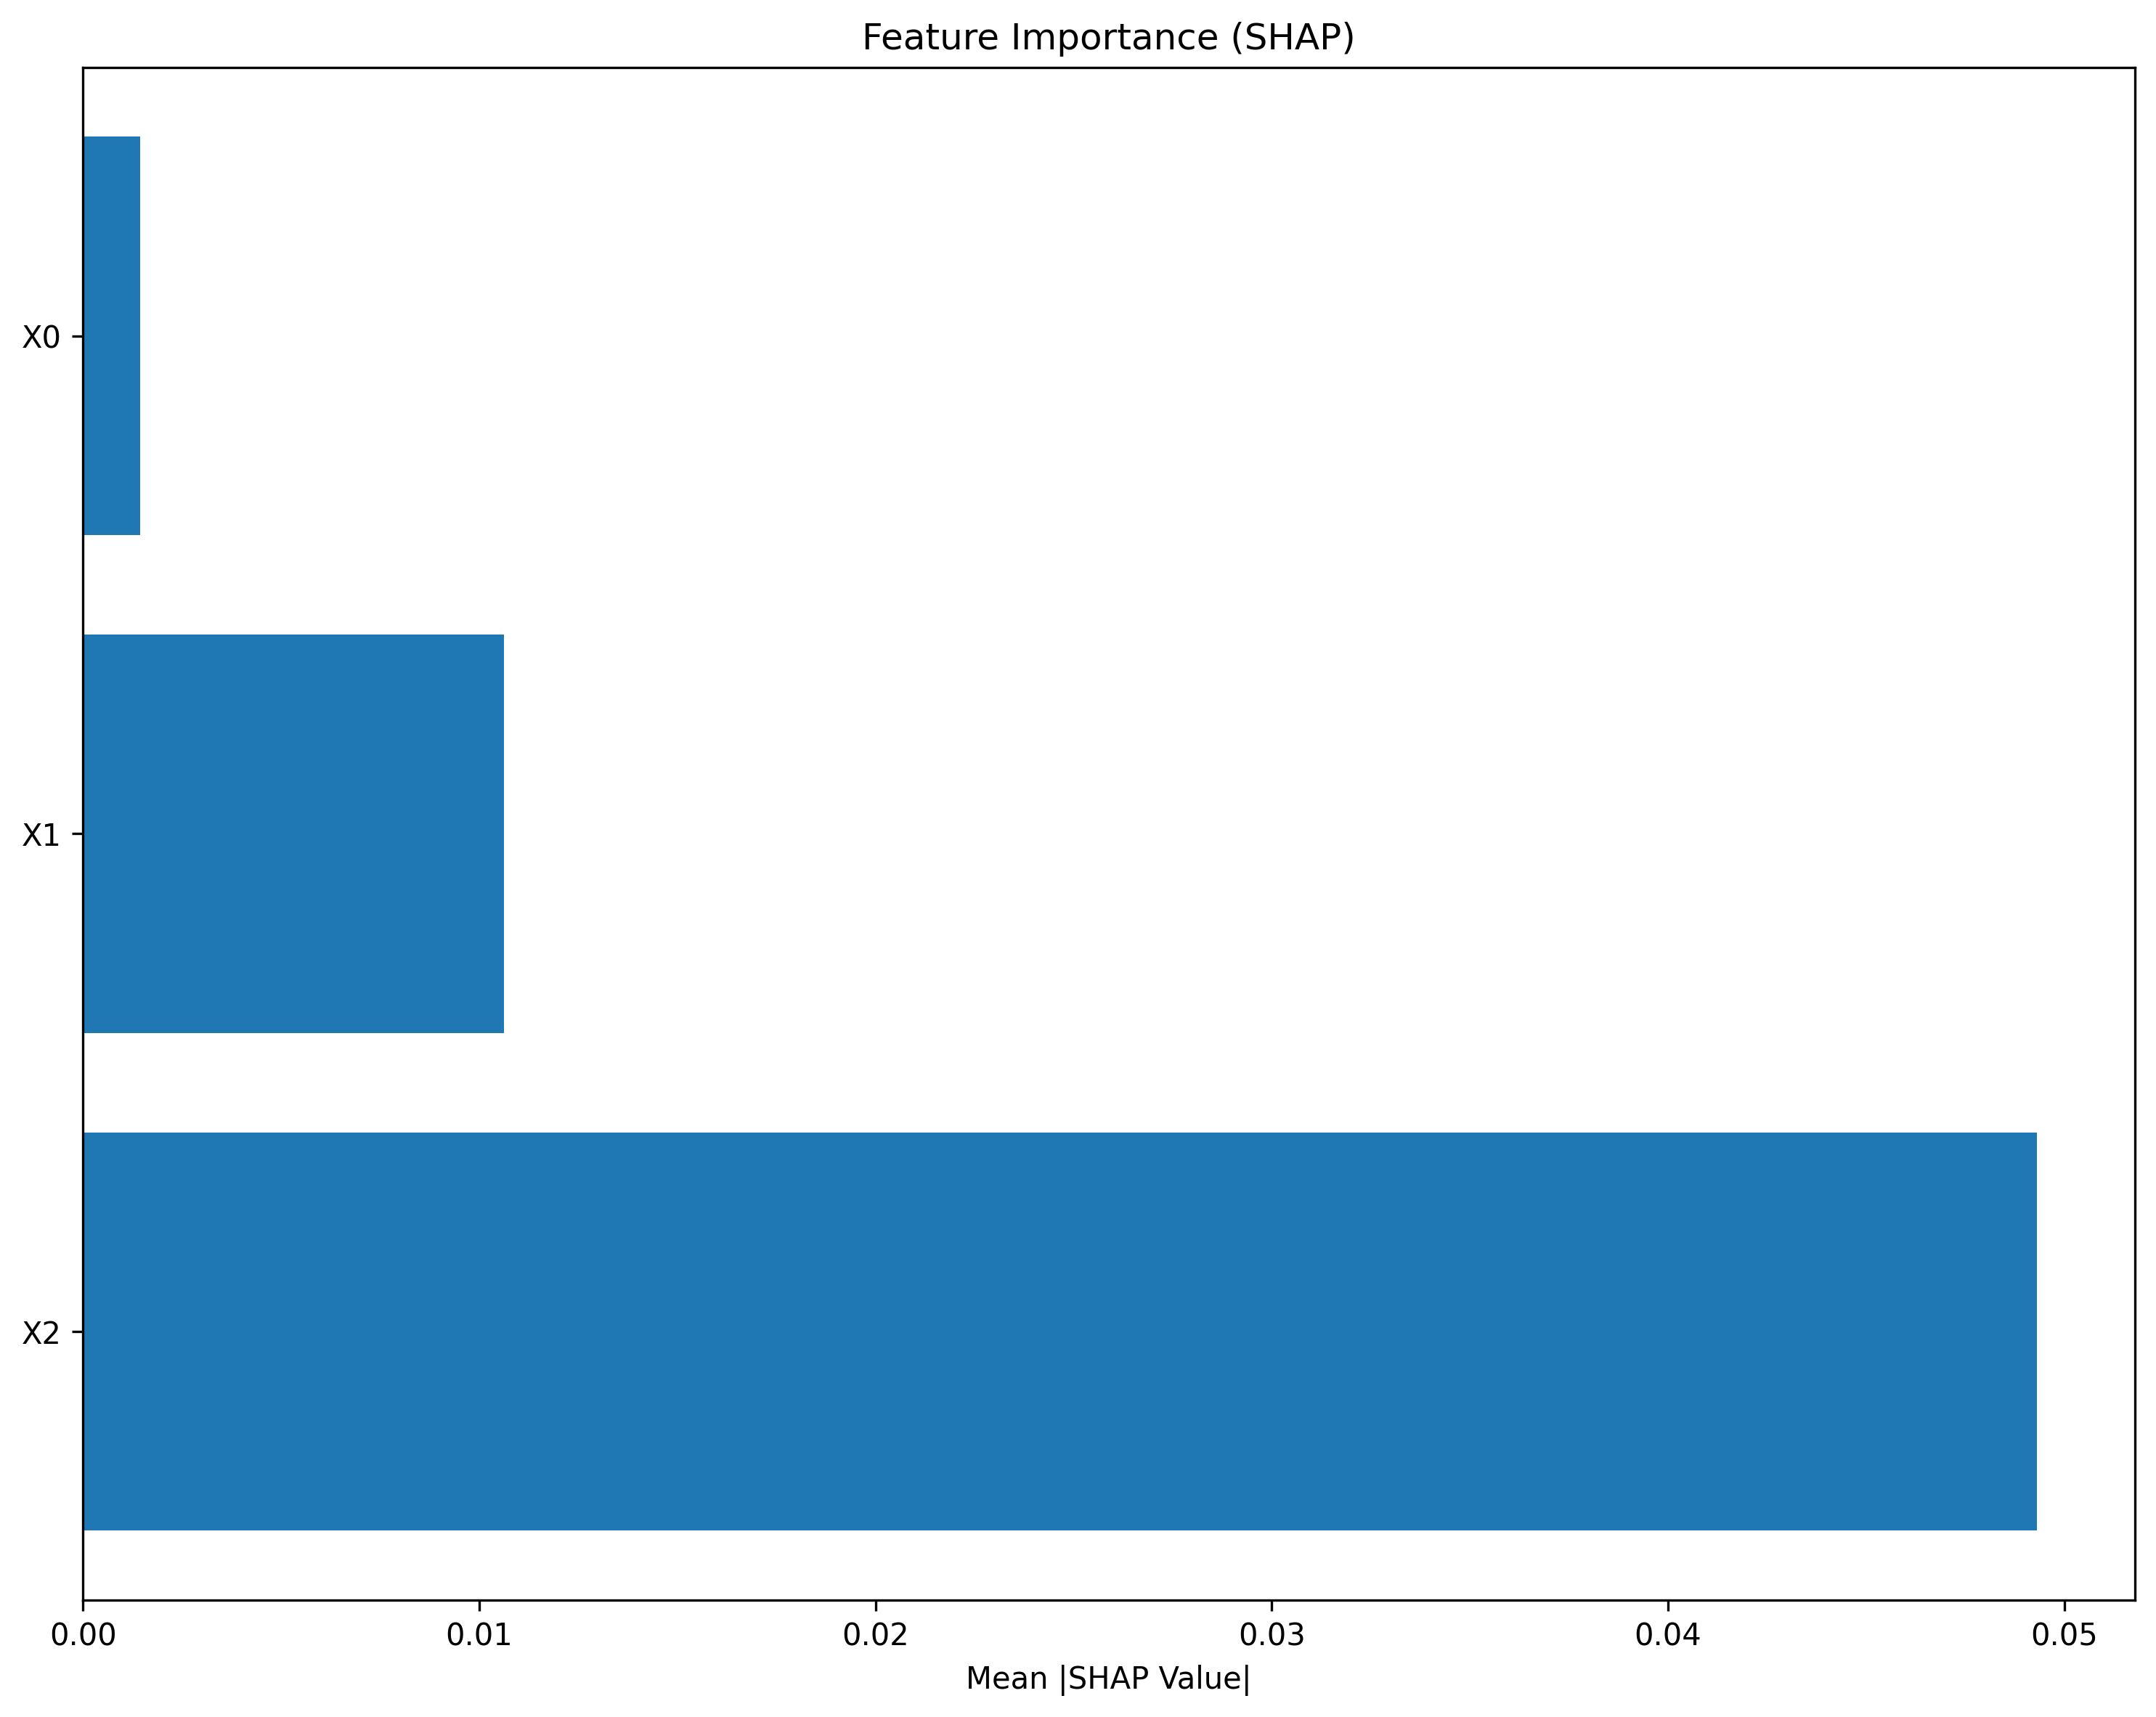 Feature Importance (SHAP)
X0
X1
X2
0.00 0.01 0.02 0.03 0.04 0.05
Mean |SHAP Value|